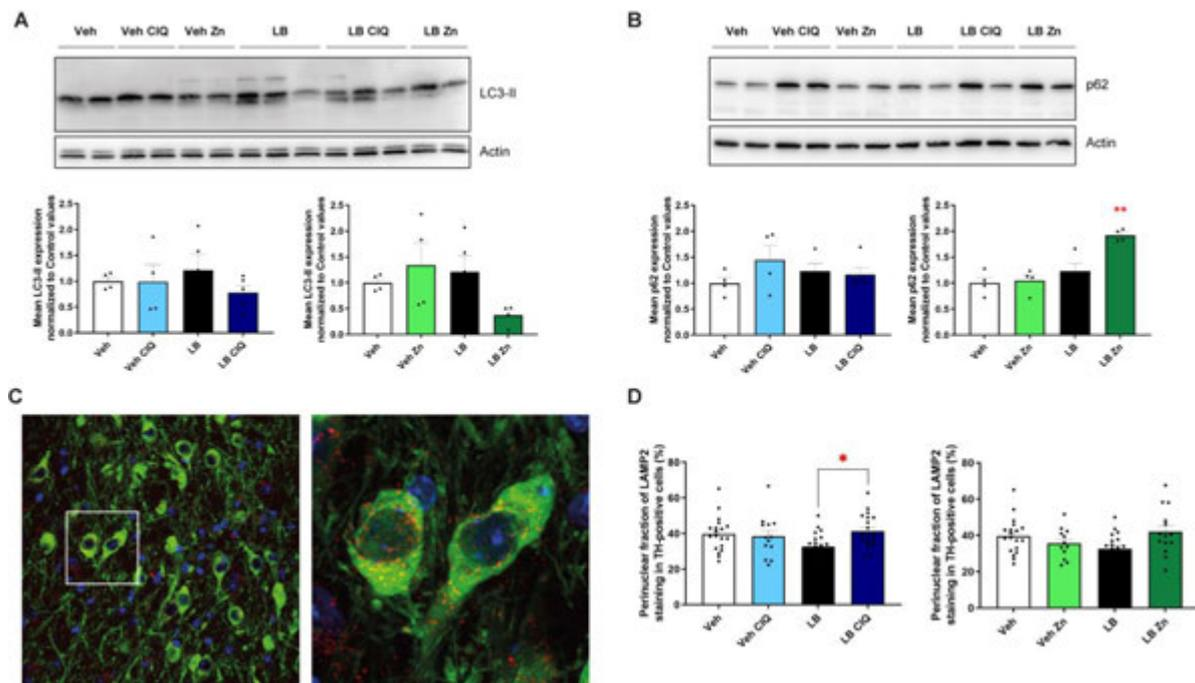 A
Veh Veh ClQ Veh Zn LB LB ClQ LB Zn
LC3-II
Actin
Mean LC3-II expression
normalized to Control values
2.5
2.0
1.5
1.0
0.5
0.0
Veh Veh ClQ LB LB ClQ
Mean LC3-II expression
normalized to Control values
2.5
2.0
1.5
1.0
0.5
0.0
Veh Veh Zn LB LB Zn
B
Veh Veh ClQ Veh Zn LB LB ClQ LB Zn
p62
Actin
Mean p62 expression
normalized to Control values
2.5
2.0
1.5
1.0
0.5
0.0
Veh Veh ClQ LB LB ClQ
Mean p62 expression
normalized to Control values
2.5
2.0
1.5
1.0
0.5
0.0
**
Veh Veh Zn LB LB Zn
C
D
Perinuclear fraction of LAMP2
staining in TH-positive cells (%)
80
60
40
20
0
*
Veh Veh ClQ LB LB ClQ
Perinuclear fraction of LAMP2
staining in TH-positive cells (%)
80
60
40
20
0
Veh Veh Zn LB LB Zn